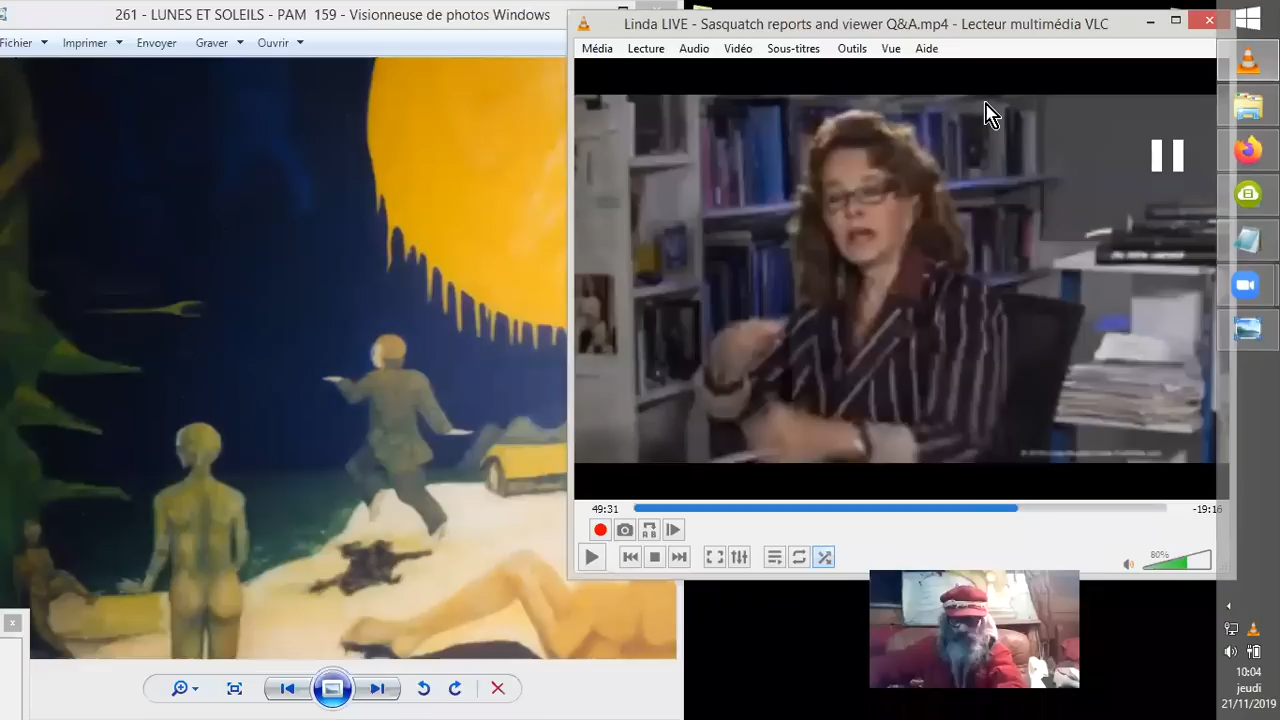 261 - LUNES ET SOLEILS - PAM 159 - Visionneuse de photos Windows
Fichier Imprimer Envoyer Graver Ouvrir
Linda LIVE - Sasquatch reports and viewer Q&A.mp4 - Lecteur multimédia VLC
Média Lecture Audio Vidéo Sous-titres Outils Vue Aide
49:31
-19:16
A B
80%
x
10:04
jeudi
21/11/2019